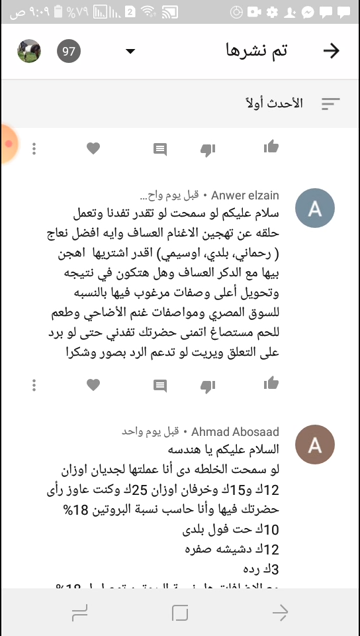 ٩:٠٩ ص
٧٩%
2
تم نشرها
97
الأحدث أولاً
Anwer elzain • قبل يوم واح...
سلام عليكم لو سمحت لو تقدر تفدنا وتعمل
حلقه عن تهجين الاغنام العساف وايه افضل نعاج
( رحماني، بلدي، اوسيمي) اقدر اشتريها اهجن
بيها مع الدكر العساف وهل هتكون في نتيجه
وتحويل أعلى وصفات مرغوب فيها بالنسبه
للسوق المصري ومواصفات غنم الأضاحي وطعم
للحم مستصاغ اتمنى حضرتك تفدني حتى لو برد
على التعلق ويريت لو تدعم الرد بصور وشكرا
A
Ahmad Abosaad • قبل يوم واحد
السلام عليكم يا هندسه
لو سمحت الخلطه دى أنا عملتها لجديان اوزان
12ك و15ك وخرفان اوزان 25ك وكنت عاوز رأى
حضرتك فيها وأنا حاسب نسبة البروتين 18%
10ك حت فول بلدى
12ك دشيشه صفره
3ك رده
A